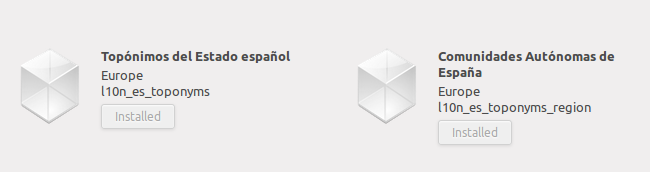 Topónimos del Estado español
Europe
l10n_es_toponyms
Installed
Comunidades Autónomas de
España
Europe
l10n_es_toponyms_region
Installed